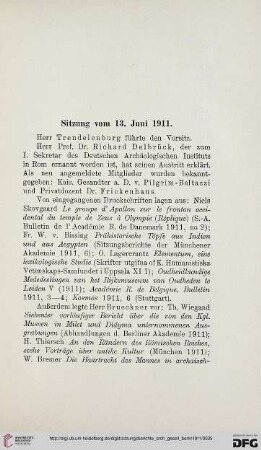 Sitzung vom 13. Juni 1911.
Herr Trendelenburg führte den Vorsitz.
Herr Prof. Dr. Richard Delbrück, der zum
I. Sekretar des Deutschen Archäologischen Instituts
in Rom ernannt worden ist, hat seinen Austritt erklärt.
Als neu angemeldete Mitglieder wurden bekannt-
gegeben: Kais. Gesandter a. D. v. Pilgrim-Baltazzi
und Privatdozent Dr. Frickenhaus
Von eingegangenen Druckschriften lagen aus: Niels
Skovgaard Le groupe d'Apollon sur le fronton occi-
dental du temple de Zeus à Olympie (Réplique) (S.-A.
Bulletin de l'Académie R. de Danemark 1911, no 2);
Fr. W. v. Bissing Prähistorische Töpfe aus Indien
und aus Aegypten (Sitzungsberichte der Münchener
Akademie 1911, 6); O. Lagercrantz Elementum, eine
lexikologische Studie (Skrifter utgifna of K. Humanistiska
Vetenskaps-Samfundet i Uppsala XI 1); Oudheidkundige
Mededeelingen van het Rijksmuseum van Oudheden te
Leiden V (1911); Académie R. de Belgique, Bulletin
1911, 3—4; Kosmos 1911, 6 (Stuttgart).
Außerdem legte Herr Brueckner vor: Th. Wiegand
Siebenter vorläufiger Bericht über die von den Kgl.
Museen in Milet und Didyma unternommenen Aus-
grabungen (Abhandlungen d. Berliner Akademie 1911);
H. Thiersch An den Rändern des Römischen Reiches,
sechs Vorträge über antike Kultur (München 1911);
W. Bremer Die Haartracht des Mannes in archaisch-